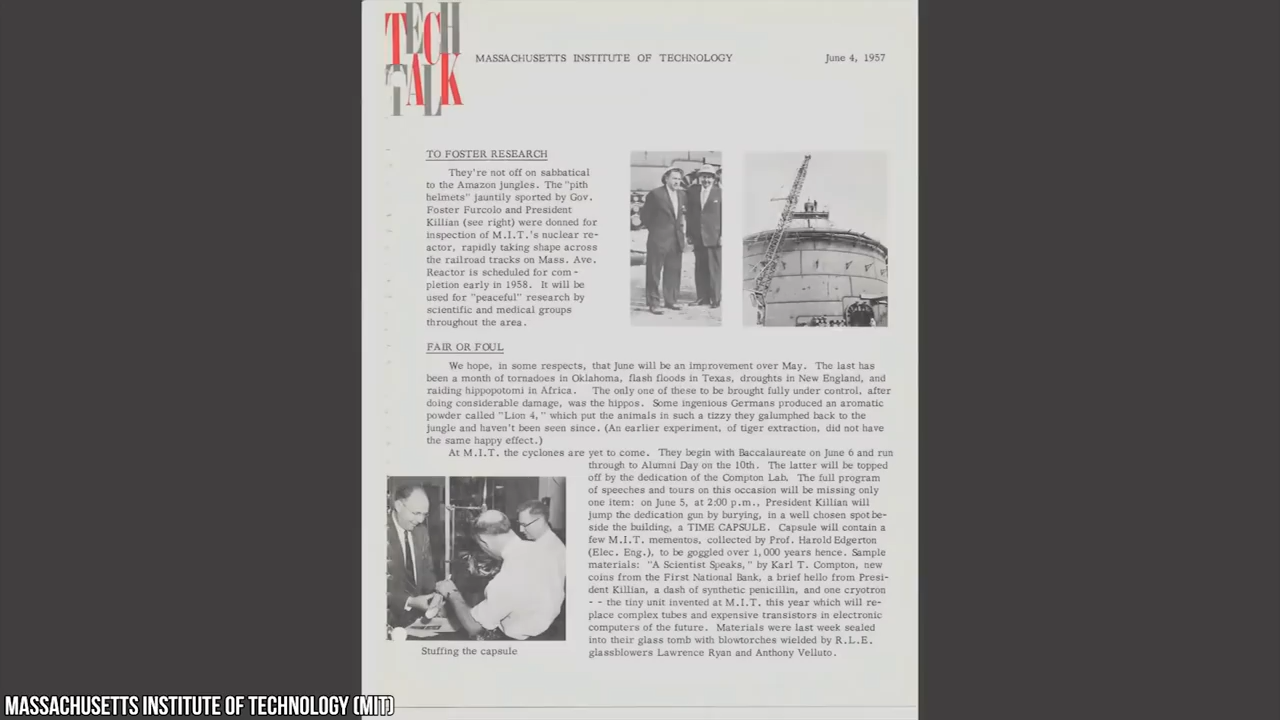 TECH
TALK
MASSACHUSETTS INSTITUTE OF TECHNOLOGY
June 4, 1957
TO FOSTER RESEARCH
They're not off on sabbatical
to the Amazon jungles. The "pith
helmets" jauntily sported by Gov.
Foster Furcolo and President
Killian (see right) were donned for
inspection of M.I.T.'s nuclear re-
actor, rapidly taking shape across
the railroad tracks on Mass. Ave.
Reactor is scheduled for com-
pletion early in 1958. It will be
used for "peaceful" research by
scientific and medical groups
throughout the area.
FAIR OR FOUL
We hope, in some respects, that June will be an improvement over May. The last has
been a month of tornadoes in Oklahoma, flash floods in Texas, droughts in New England, and
raiding hippopotomi in Africa. The only one of these to be brought fully under control, after
doing considerable damage, was the hippos. Some ingenious Germans produced an aromatic
powder called "Lion 4," which put the animals in such a tizzy they galumphed back to the
jungle and haven't been seen since. (An earlier experiment, of tiger extraction, did not have
the same happy effect.)
At M.I.T. the cyclones are yet to come. They begin with Baccalaureate on June 6 and run
through to Alumni Day on the 10th. The latter will be topped
off by the dedication of the Compton Lab. The full program
of speeches and tours on this occasion will be missing only
one item: on June 5, at 2:00 p.m., President Killian will
jump the dedication gun by burying, in a well chosen spot be-
side the building, a TIME CAPSULE. Capsule will contain a
few M.I.T. mementos, collected by Prof. Harold Edgerton
(Elec. Eng.), to be goggled over 1,000 years hence. Sample
materials: "A Scientist Speaks," by Karl T. Compton, new
coins from the First National Bank, a brief hello from Presi-
dent Killian, a dash of synthetic penicillin, and one cryotron
-- the tiny unit invented at M.I.T. this year which will re-
place complex tubes and expensive transistors in electronic
computers of the future. Materials were last week sealed
into their glass tomb with blowtorches wielded by R.L.E.
glassblowers Lawrence Ryan and Anthony Velluto.
Stuffing the capsule
MASSACHUSETTS INSTITUTE OF TECHNOLOGY (MIT)